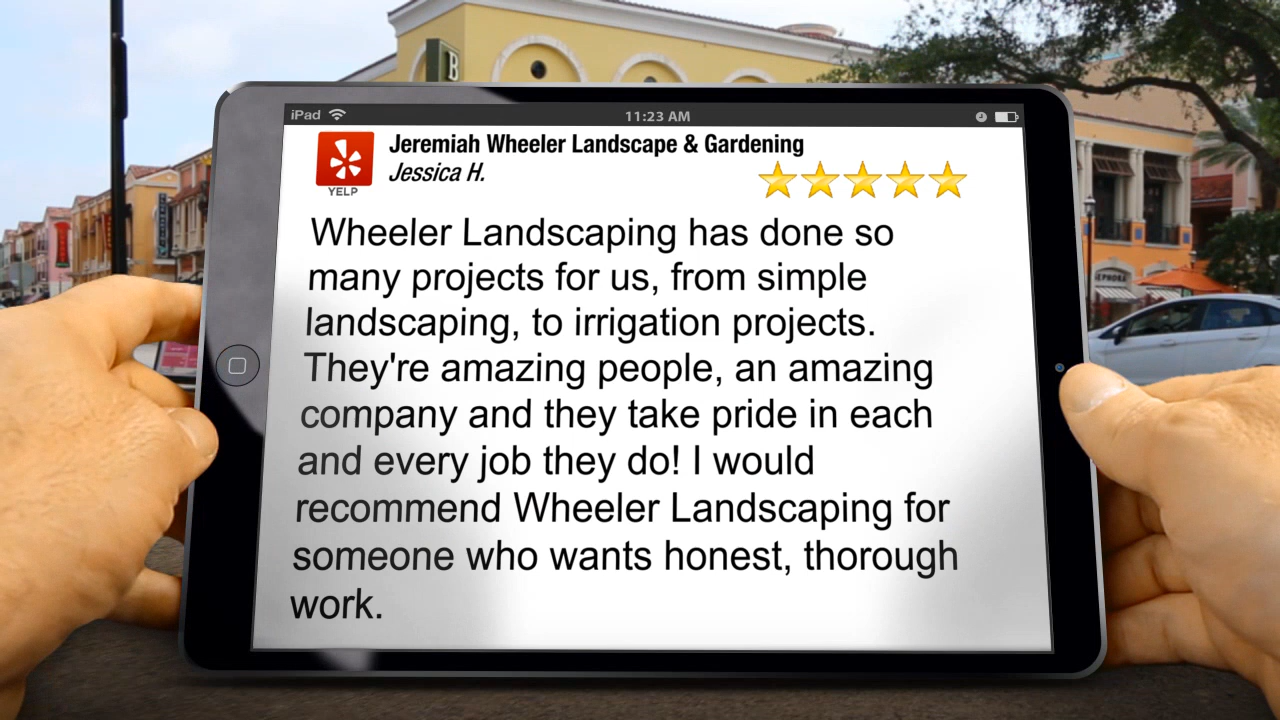 B
iPad
11:23 AM
Jeremiah Wheeler Landscape & Gardening
Jessica H.
YELP
Wheeler Landscaping has done so
many projects for us, from simple
landscaping, to irrigation projects.
They're amazing people, an amazing
company and they take pride in each
and every job they do! I would
recommend Wheeler Landscaping for
someone who wants honest, thorough
work.